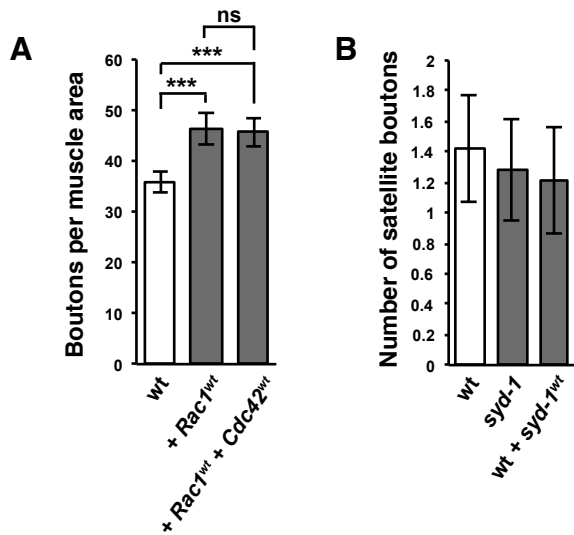 A
Boutons per muscle area
60
50
40
30
20
10
0
ns
***
***
wt
+ Rac1wt
+ Rac1wt + Cdc42wt
B
Number of satellite boutons
2
1.8
1.6
1.4
1.2
1
0.8
0.6
0.4
0.2
0
wt
syd-1
wt + syd-1wt